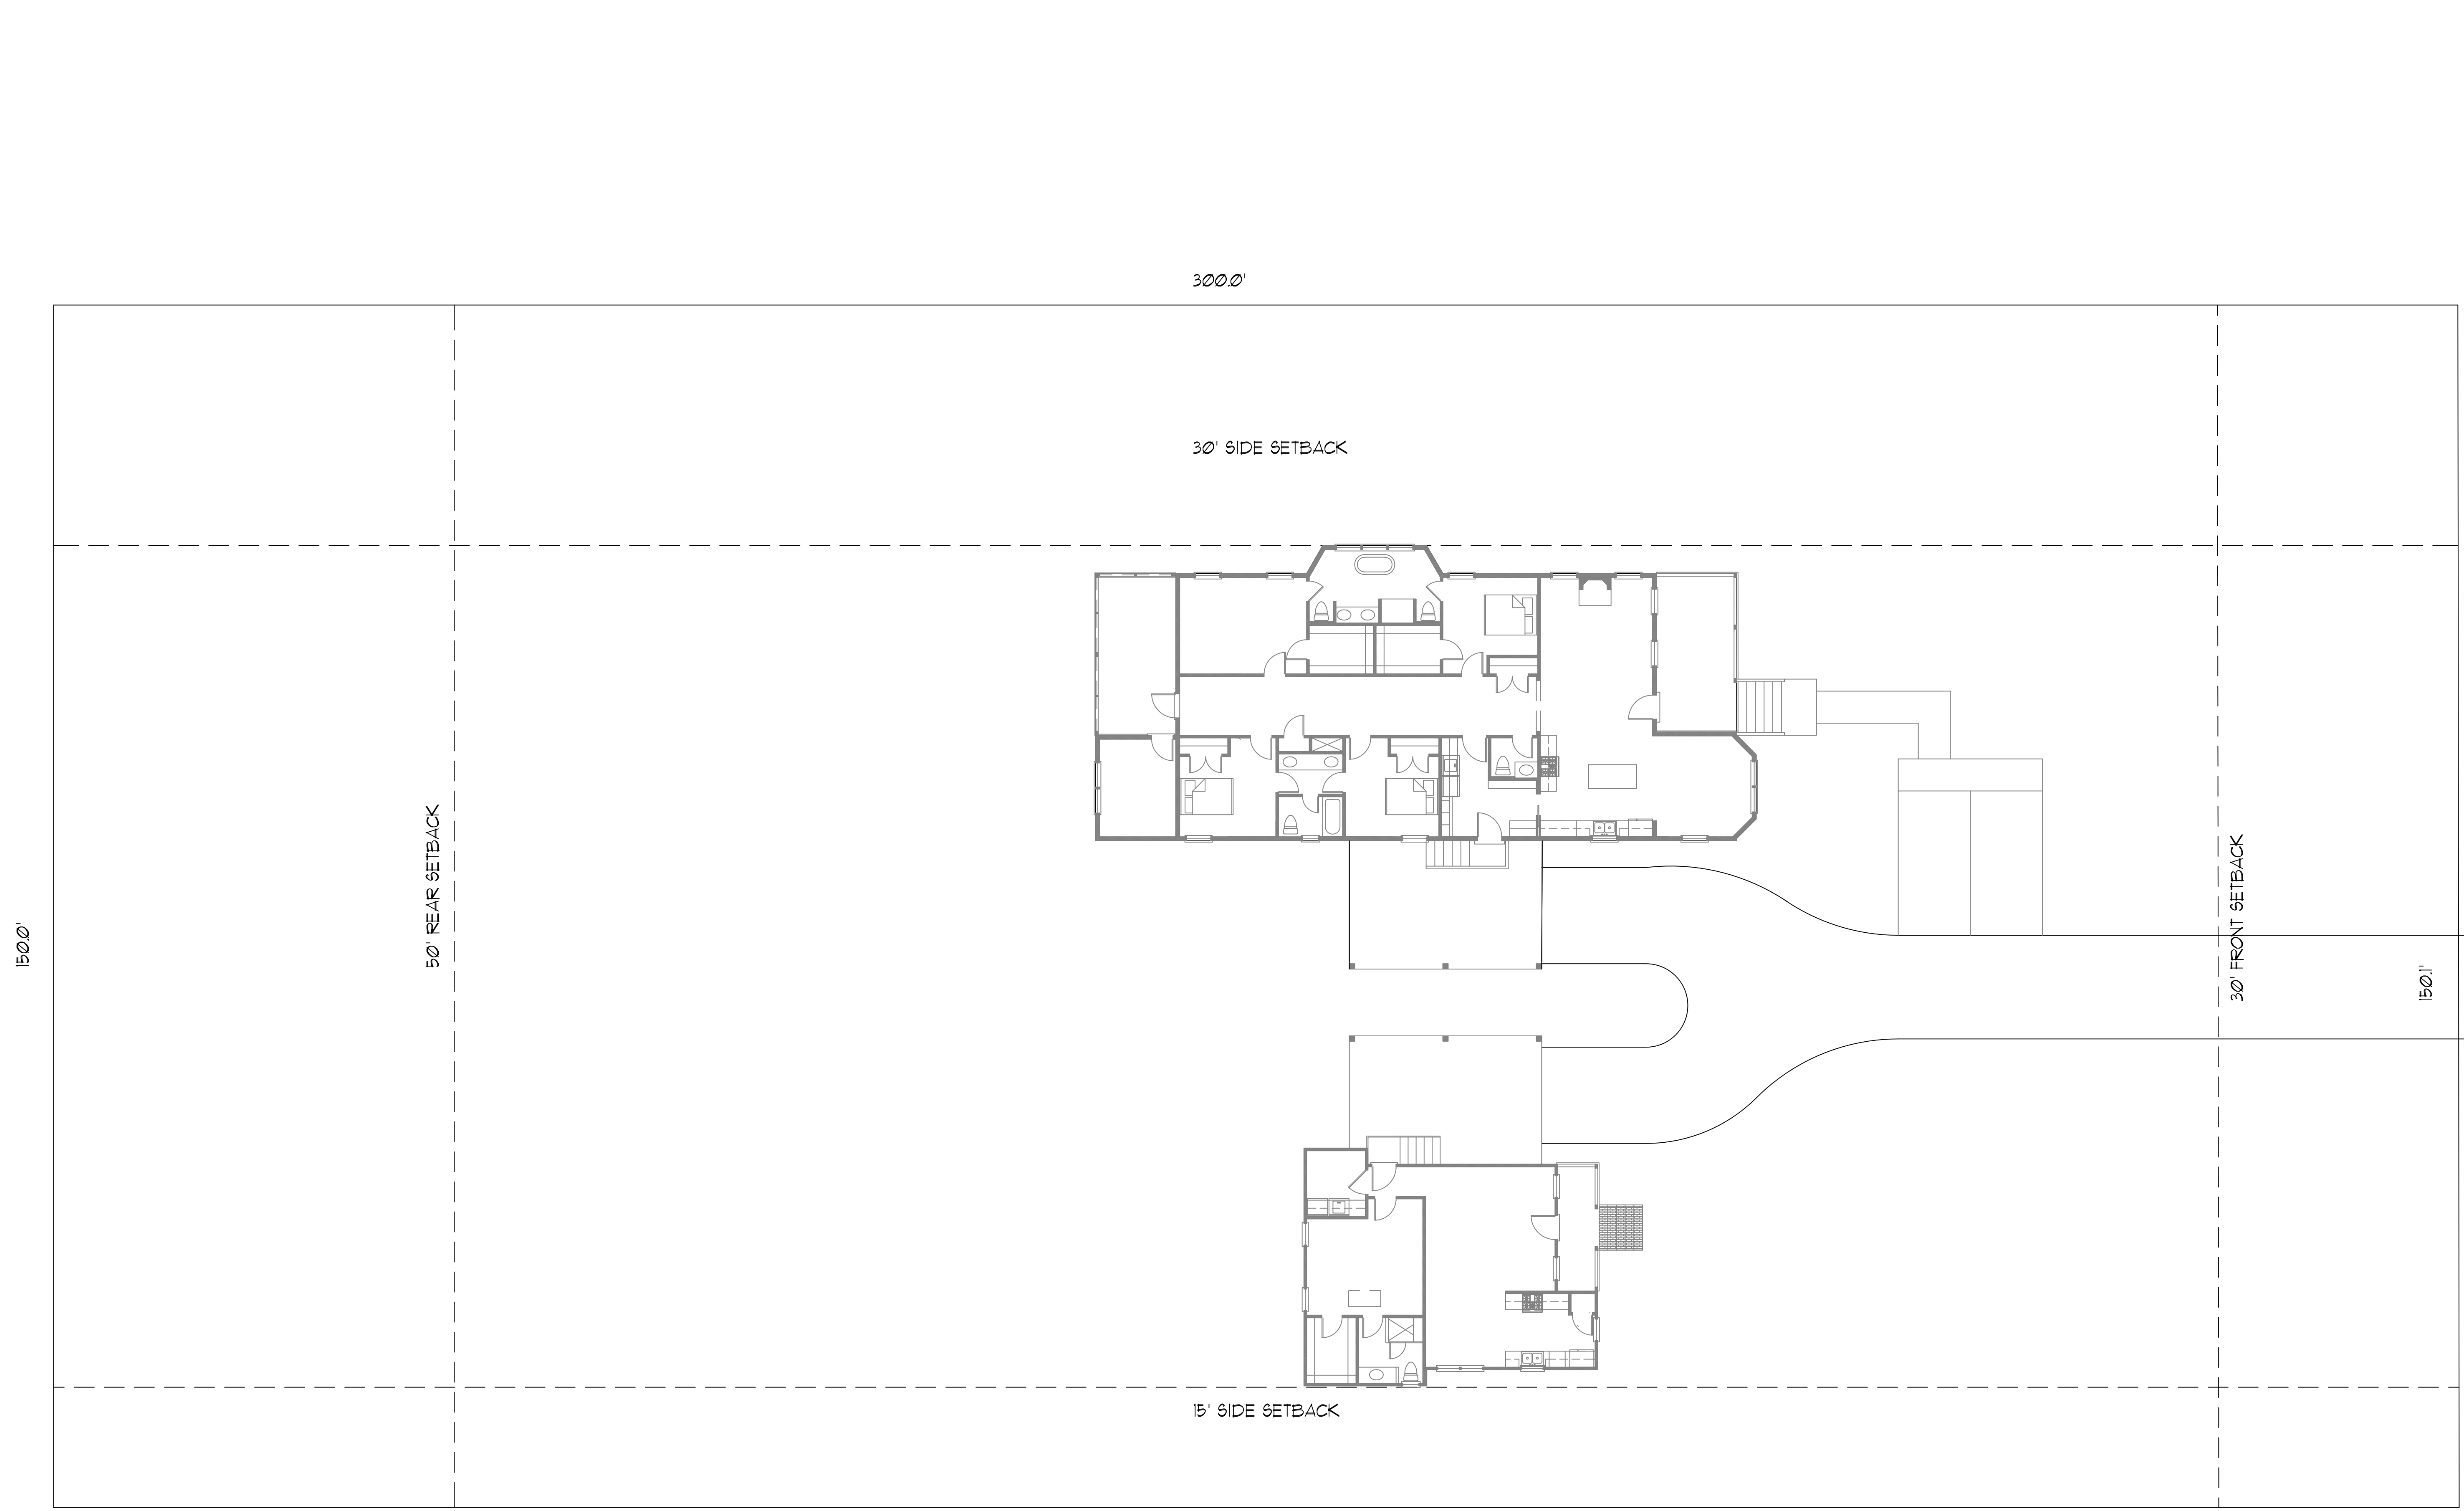 300.0'
30' SIDE SETBACK
50' REAR SETBACK
150.0'
30' FRONT SETBACK
150.1'
15' SIDE SETBACK